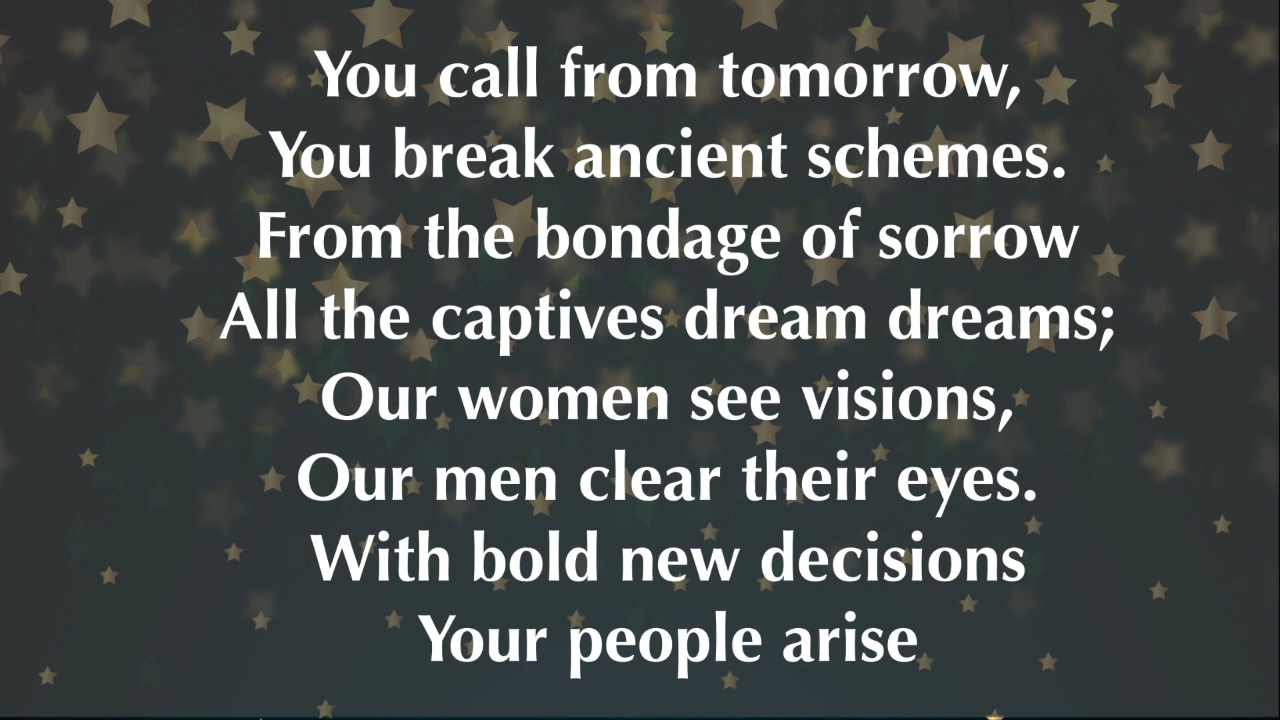 You call from tomorrow,
You break ancient schemes.
From the bondage of sorrow
All the captives dream dreams;
Our women see visions,
Our men clear their eyes.
With bold new decisions
Your people arise